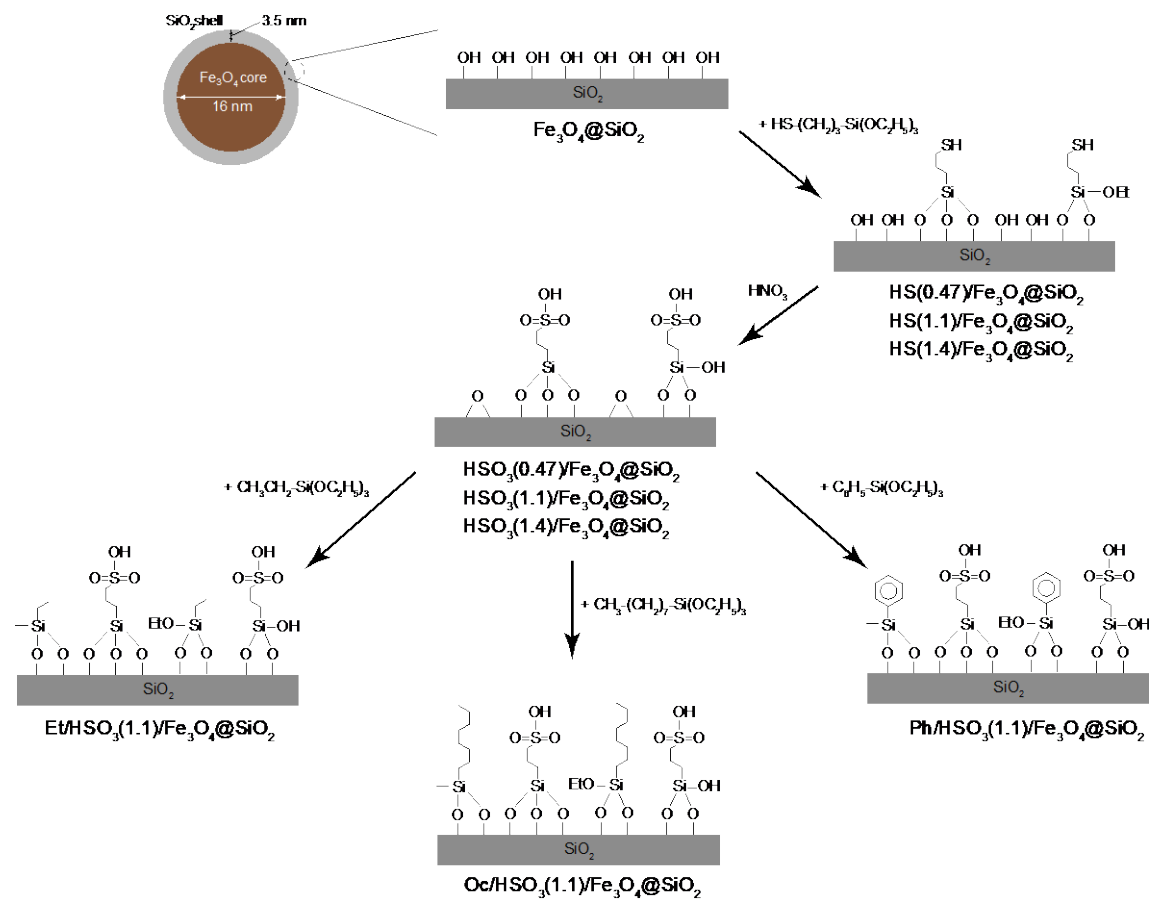 SiO₂shell 3.5 nm
Fe₃O₄ core
16 nm
OH OH OH OH OH OH OH OH
SiO₂
Fe₃O₄@SiO₂
+ HS-(CH₂)₃-Si(OC₂H₅)₃
SH SH
Si Si OEt
OH OH O O O OH OH O O
SiO₂
HS(0.47)/Fe₃O₄@SiO₂
HS(1.1)/Fe₃O₄@SiO₂
HS(1.4)/Fe₃O₄@SiO₂
HNO₃
OH OH
O=S=O O=S=O
Si Si-OH
O O O O O O O
SiO₂
HSO₃(0.47)/Fe₃O₄@SiO₂
HSO₃(1.1)/Fe₃O₄@SiO₂
HSO₃(1.4)/Fe₃O₄@SiO₂
+ CH₃CH₂-Si(OC₂H₅)₃
OH OH
O=S=O O=S=O
Si Si EtO Si Si-OH
O O O O O O O O O
SiO₂
Et/HSO₃(1.1)/Fe₃O₄@SiO₂
+ CH₃-(CH₂)₇-Si(OC₂H₅)₃
OH OH
O=S=O O=S=O
Si Si EtO Si Si-OH
O O O O O O O O O
SiO₂
Oc/HSO₃(1.1)/Fe₃O₄@SiO₂
+ C₆H₅-Si(OC₂H₅)₃
OH OH
O=S=O O=S=O
Si Si EtO Si Si-OH
O O O O O O O O O
SiO₂
Ph/HSO₃(1.1)/Fe₃O₄@SiO₂